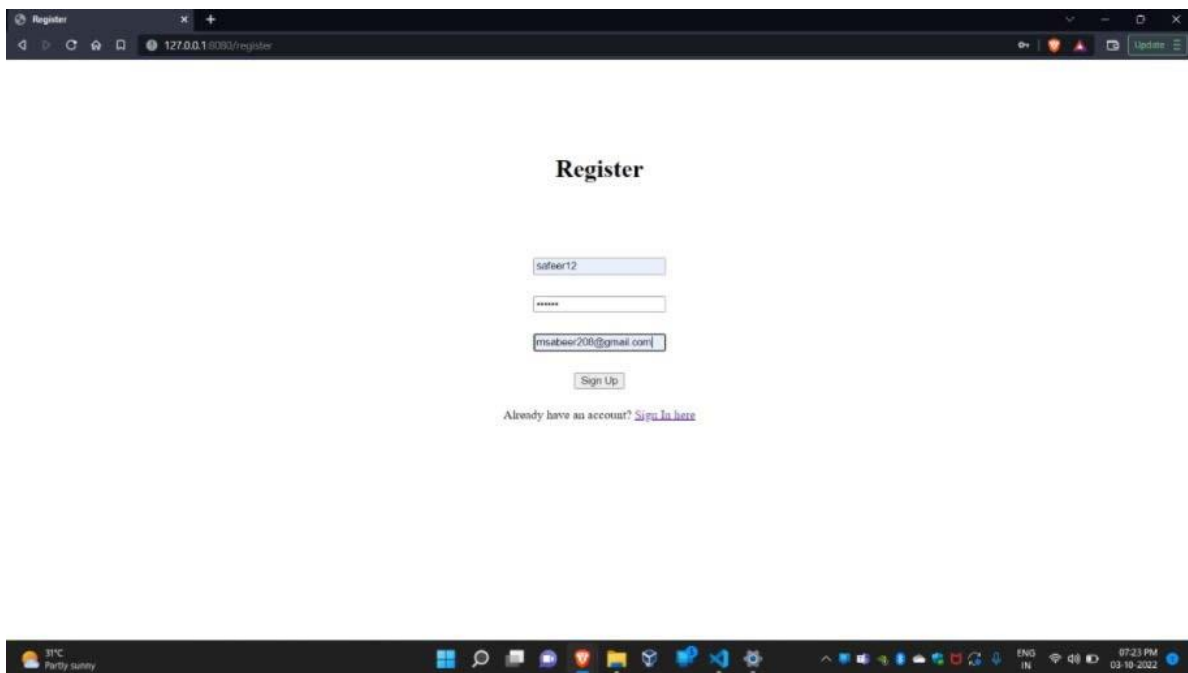 Register
127.0.0.1:8080/register
Update
Register
safeer12
••••••
msabeer208@gmail.com
Sign Up
Already have an account? Sign In here
31°C
Partly sunny
ENG
IN
07:23 PM
03-10-2022